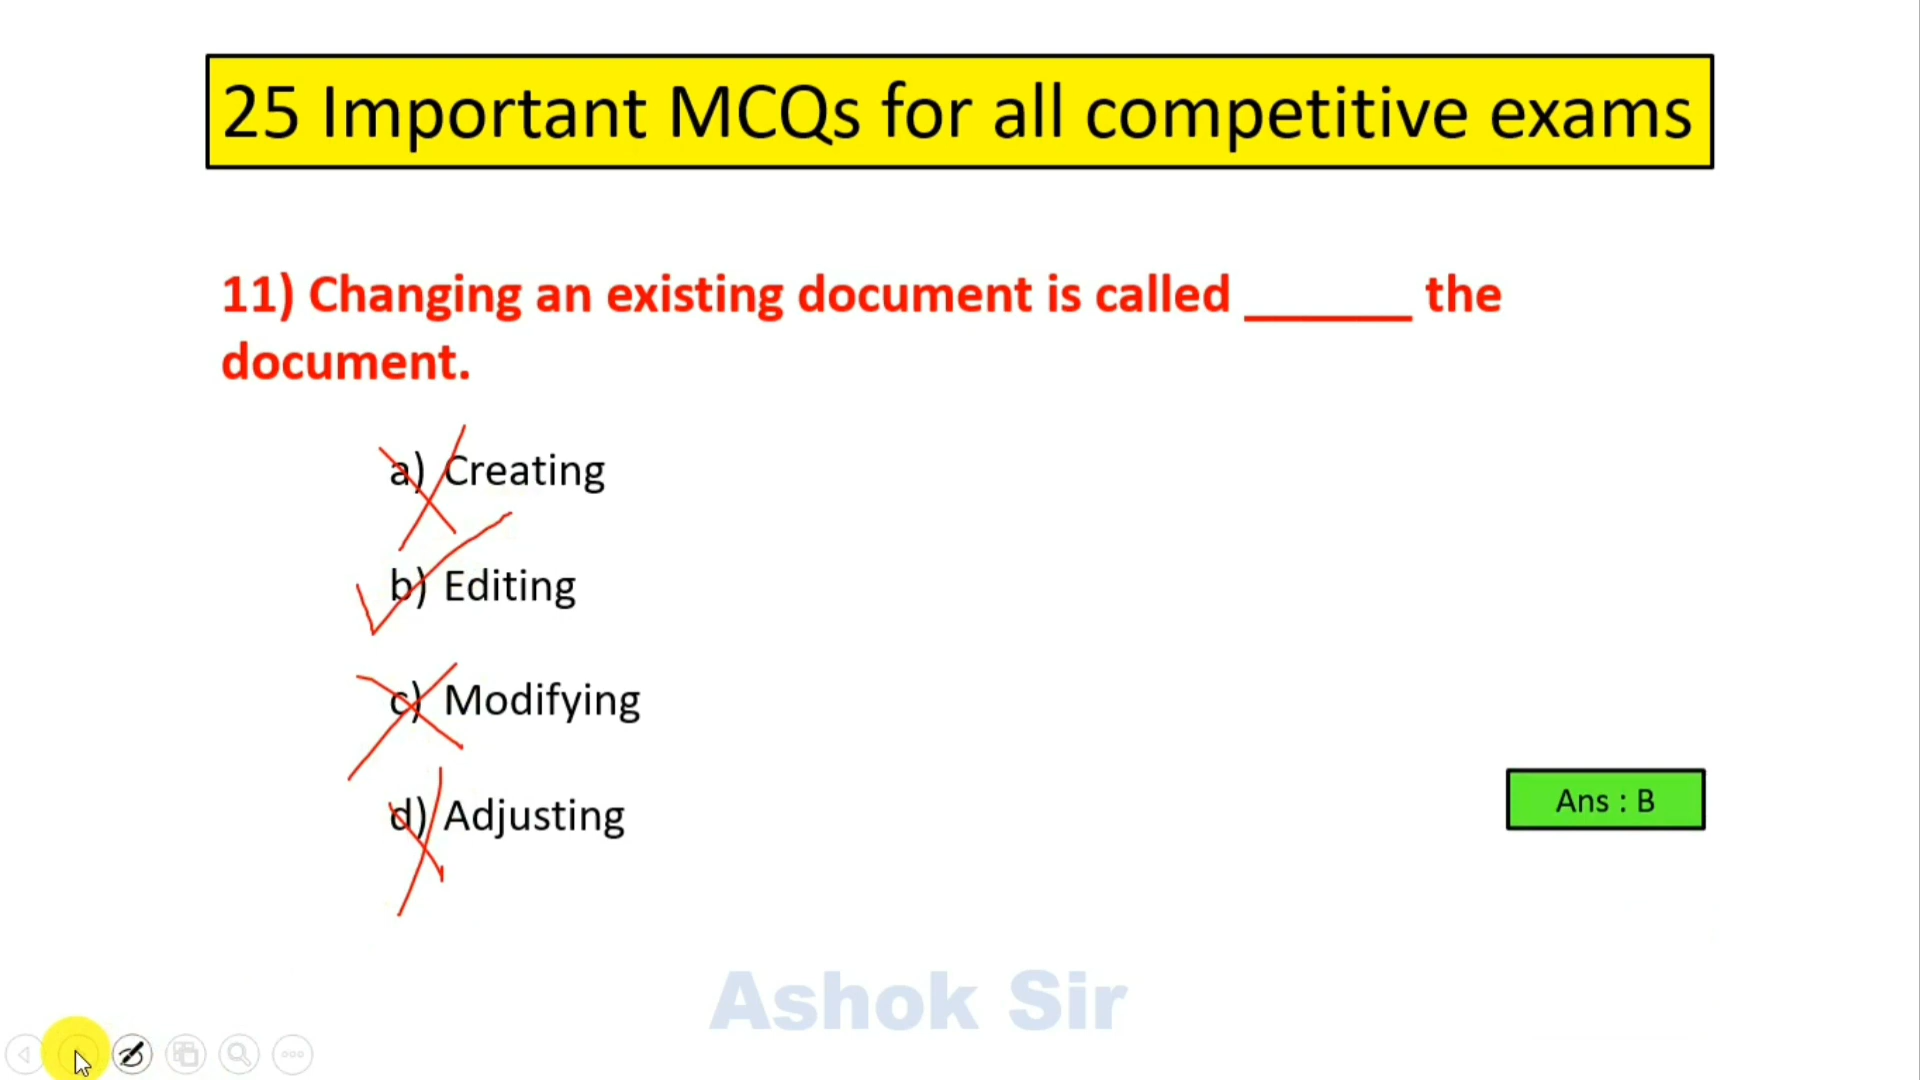 25 Important MCQs for all competitive exams
11) Changing an existing document is called _______ the
document.
a) Creating
b) Editing
c) Modifying
d) Adjusting
Ans : B
Ashok Sir